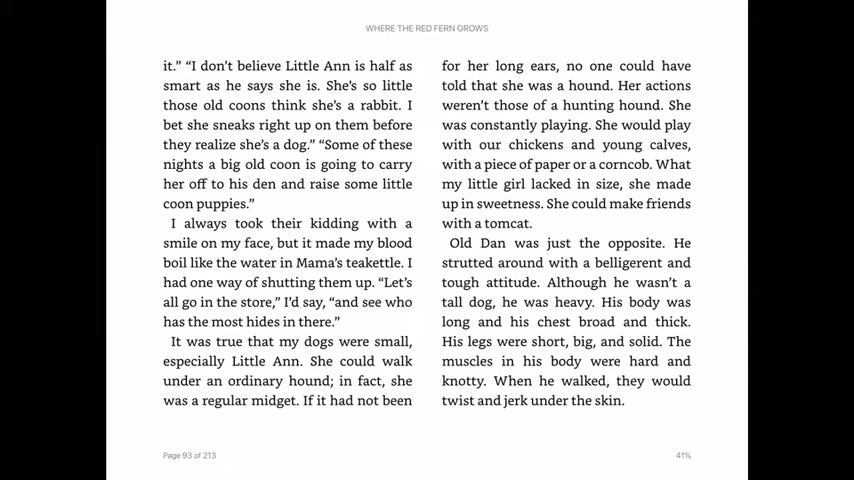 WHERE THE RED FERN GROWS
it.” “I don’t believe Little Ann is half as
smart as he says she is. She’s so little
those old coons think she’s a rabbit. I
bet she sneaks right up on them before
they realize she’s a dog.” “Some of these
nights a big old coon is going to carry
her off to his den and raise some little
coon puppies.”
I always took their kidding with a
smile on my face, but it made my blood
boil like the water in Mama’s teakettle. I
had one way of shutting them up. “Let’s
all go in the store,” I’d say, “and see who
has the most hides in there.”
It was true that my dogs were small,
especially Little Ann. She could walk
under an ordinary hound; in fact, she
was a regular midget. If it had not been
for her long ears, no one could have
told that she was a hound. Her actions
weren’t those of a hunting hound. She
was constantly playing. She would play
with our chickens and young calves,
with a piece of paper or a corncob. What
my little girl lacked in size, she made
up in sweetness. She could make friends
with a tomcat.
Old Dan was just the opposite. He
strutted around with a belligerent and
tough attitude. Although he wasn’t a
tall dog, he was heavy. His body was
long and his chest broad and thick.
His legs were short, big, and solid. The
muscles in his body were hard and
knotty. When he walked, they would
twist and jerk under the skin.
Page 93 of 213
41%